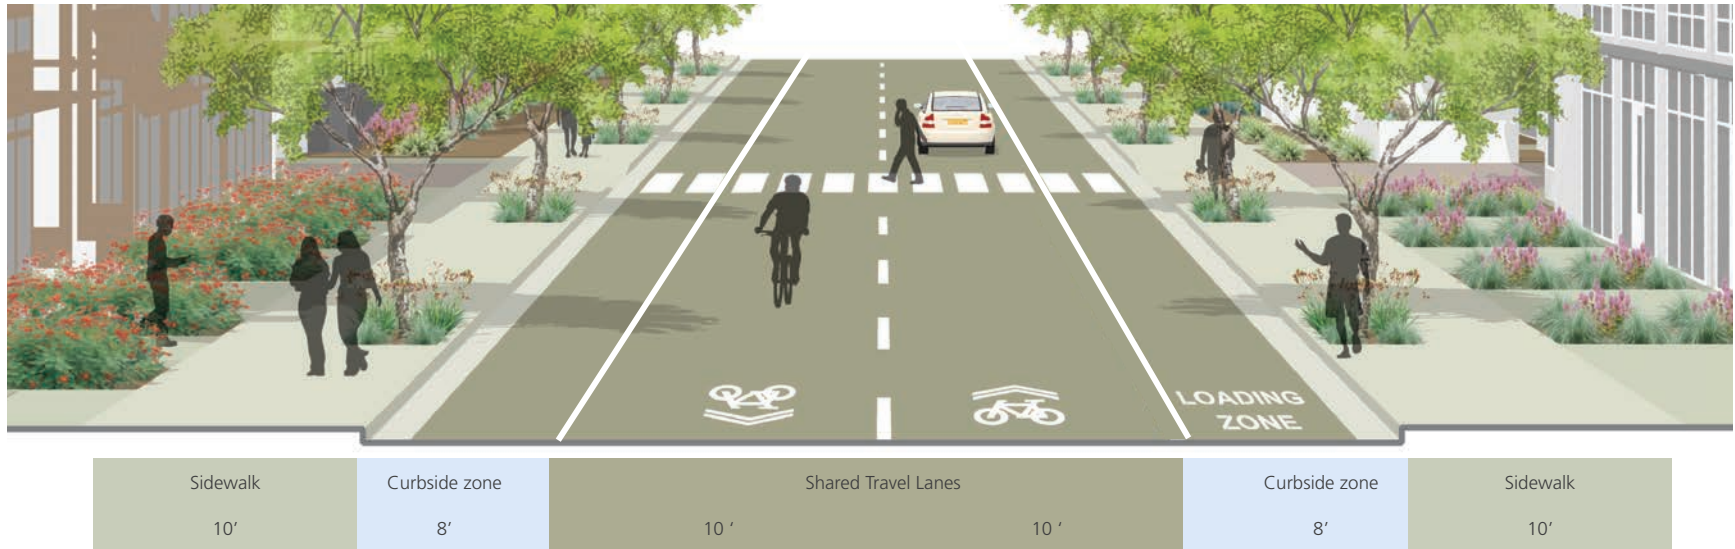 LOADING
ZONE
Sidewalk
Curbside zone
Shared Travel Lanes
Curbside zone
Sidewalk
10’
8’
10 ‘
10 ‘
8’
10’